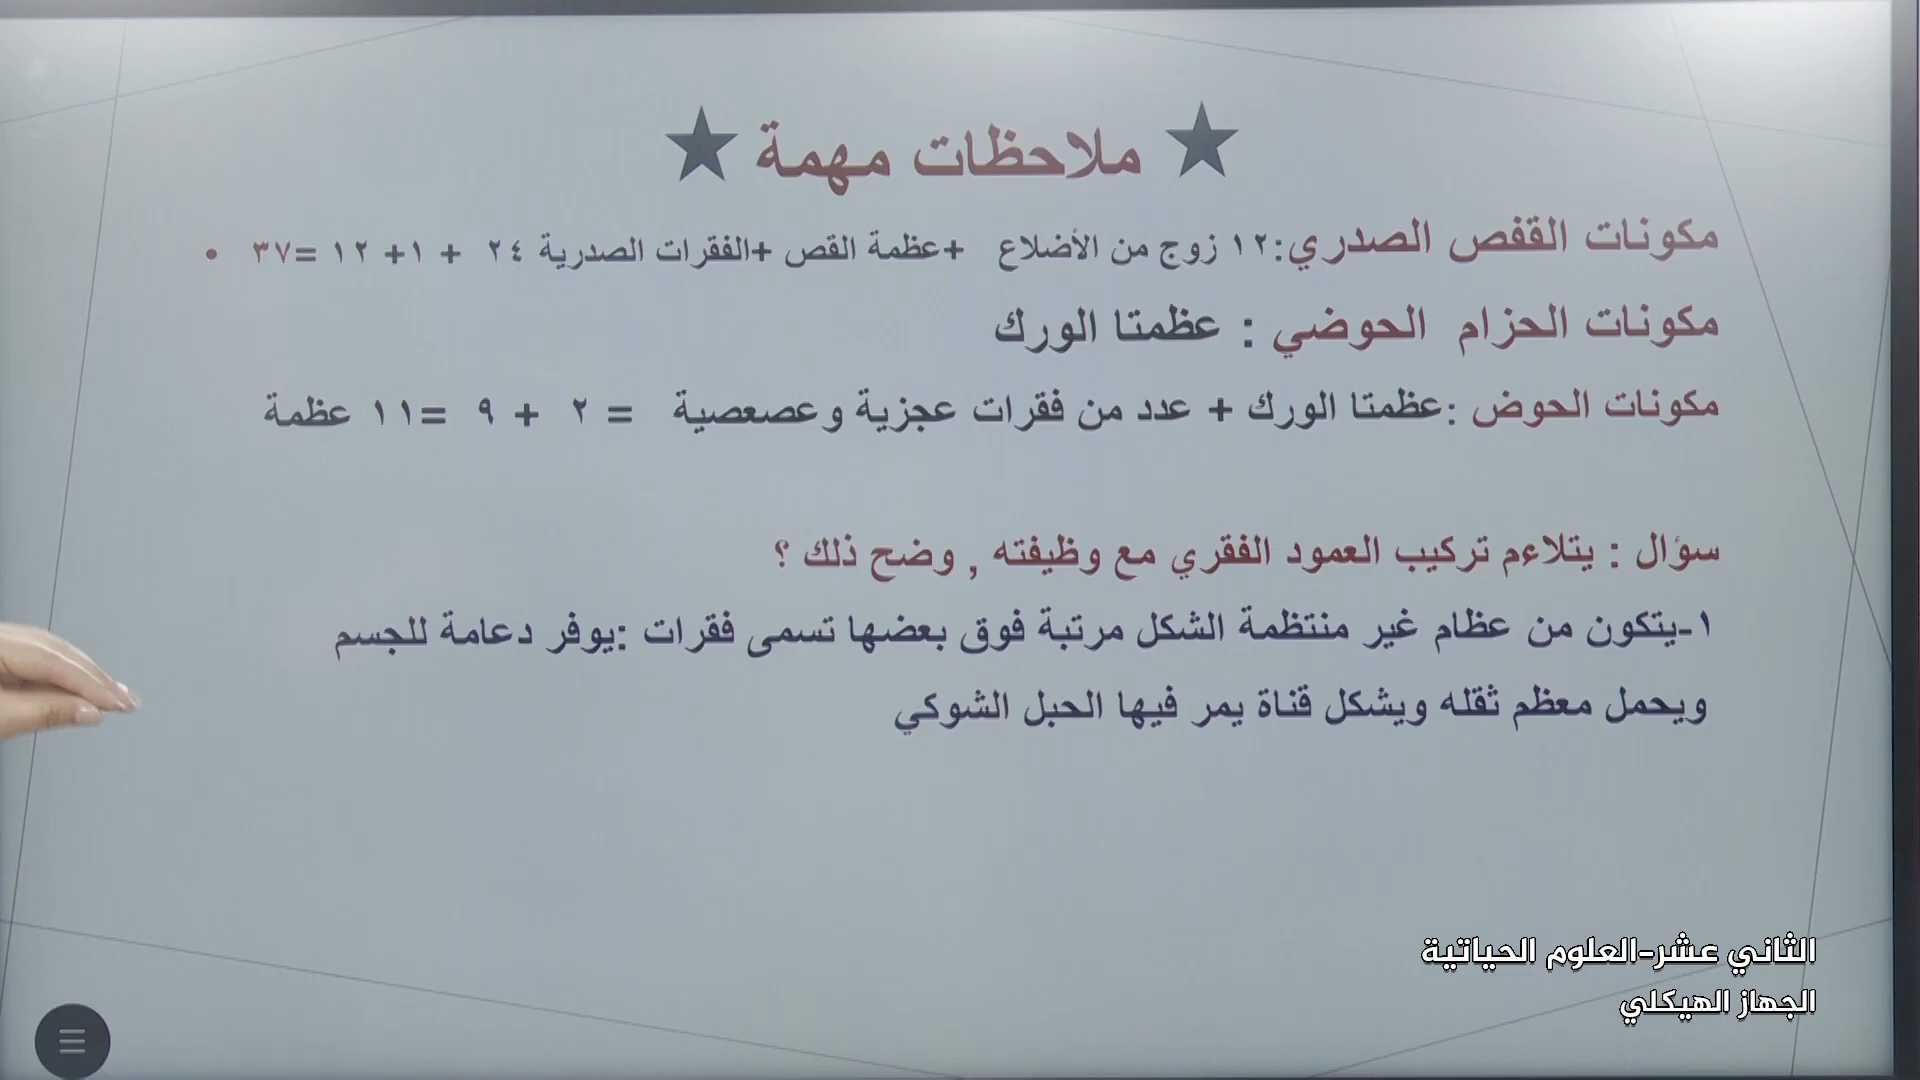 ملاحظات مهمة
مكونات القفص الصدري:١٢ زوج من الأضلاع +عظمة القص +الفقرات الصدرية ٢٤ + ١+ ١٢ =٣٧
مكونات الحزام الحوضي : عظمتا الورك
مكونات الحوض :عظمتا الورك + عدد من فقرات عجزية وعصعصية = ٢ + ٩ =١١ عظمة
سؤال : يتلاءم تركيب العمود الفقري مع وظيفته , وضح ذلك ؟
١-يتكون من عظام غير منتظمة الشكل مرتبة فوق بعضها تسمى فقرات :يوفر دعامة للجسم
ويحمل معظم ثقله ويشكل قناة يمر فيها الحبل الشوكي
الثاني عشر-العلوم الحياتية
الجهاز الهيكلي